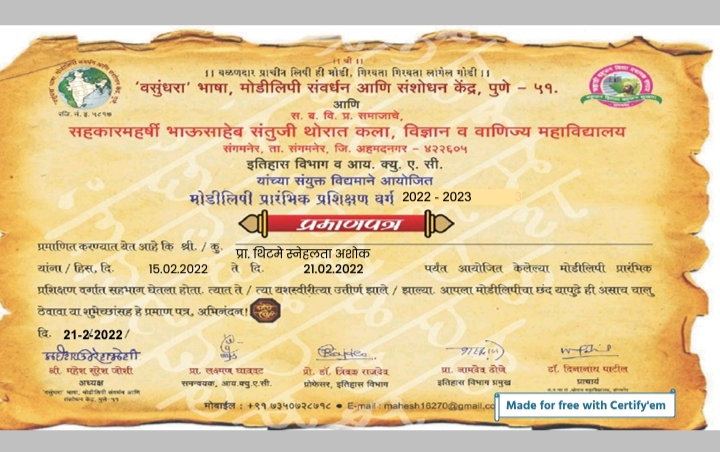 ।। श्री ।।
।। वळणदार प्राचीन लिपी ही मोडी, गिरवता गिरवता लागेल गोडी ।।
'वसुंधरा' भाषा, मोडीलिपी संवर्धन आणि संशोधन केंद्र, पुणे - ५१.
रजि. नं. इ. ५८१७
आणि
स. ब. वि. प्र. समाजाचे,
सहकारमहर्षी भाऊसाहेब संतुजी थोरात कला, विज्ञान व वाणिज्य महाविद्यालय
संगमनेर, ता. संगमनेर, जि. अहमदनगर - ४२२६०५
इतिहास विभाग व आय. क्यु. ए. सी.
यांच्या संयुक्त विद्यमाने आयोजित
मोडीलिपी प्रारंभिक प्रशिक्षण वर्ग 2022 - 2023
प्रमाणपत्र
प्रमाणित करण्यात येत आहे कि श्री. / कु. प्रा. थिटमे स्नेहलता अशोक
यांना / हिस, दि. 15.02.2022 ते दि. 21.02.2022 पर्यंत आयोजित केलेल्या मोडीलिपी प्रारंभिक
प्रशिक्षण वर्गात सहभाग घेतला होता. त्यात ते / त्या यशस्वीरीत्या उत्तीर्ण झाले / झाल्या. आपला मोडीलिपीचा छंद यापुढे ही असाच चालु
ठेवावा या शुभेच्छांसह हे प्रमाण पत्र, अभिनंदन!
दि. 21-2-2022 /
श्री. महेश सुरेश जोशी
अध्यक्ष
'वसुंधरा' भाषा, मोडीलिपी संवर्धन आणि
संशोधन केंद्र, पुणे-५१
प्रा. लक्ष्मण घायवट
समन्वयक, आय.क्यु.ए.सी.
प्रोफेसर, इतिहास विभाग
इतिहास विभाग प्रमुख
डॉ. दिनानाथ पाटील
प्राचार्य
मोबाईल : +९१ ७३५०७२८७१८ ● E-mail : mahesh16270@gmail.co
Made for free with Certify'em